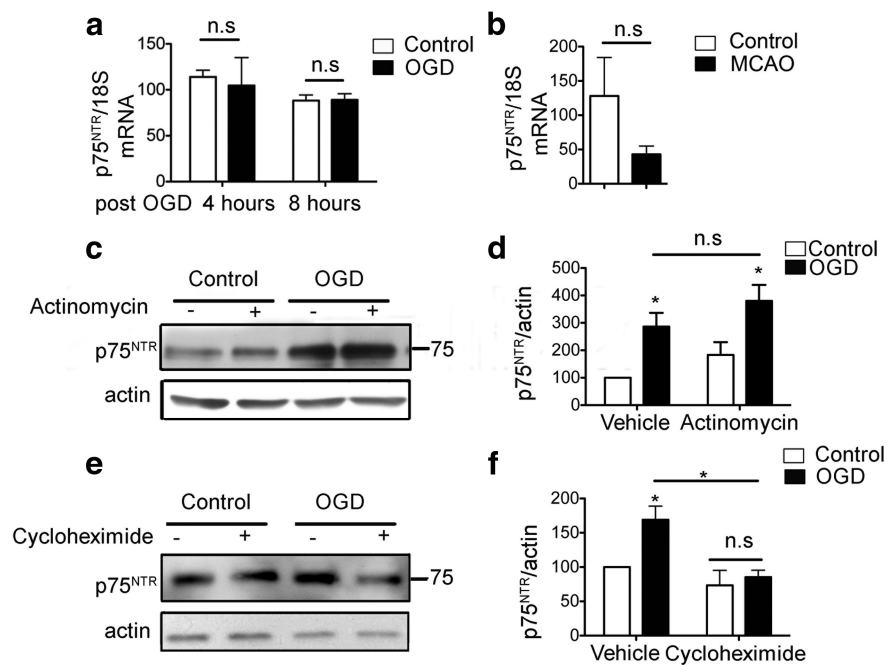 a
n.s
n.s
Control
OGD
p75NTR/18S
mRNA
150
100
50
0
post OGD 4 hours 8 hours
b
n.s
Control
MCAO
p75NTR/18S
mRNA
200
150
100
50
0
c
Control OGD
Actinomycin - + - +
p75NTR 75
actin
d
n.s
Control
OGD
p75NTR/actin
500
400
300
200
100
0
* *
Vehicle Actinomycin
e
Control OGD
Cycloheximide - + - +
p75NTR 75
actin
f
Control
OGD
p75NTR/actin
200
150
100
50
0
*
* n.s
Vehicle Cycloheximide